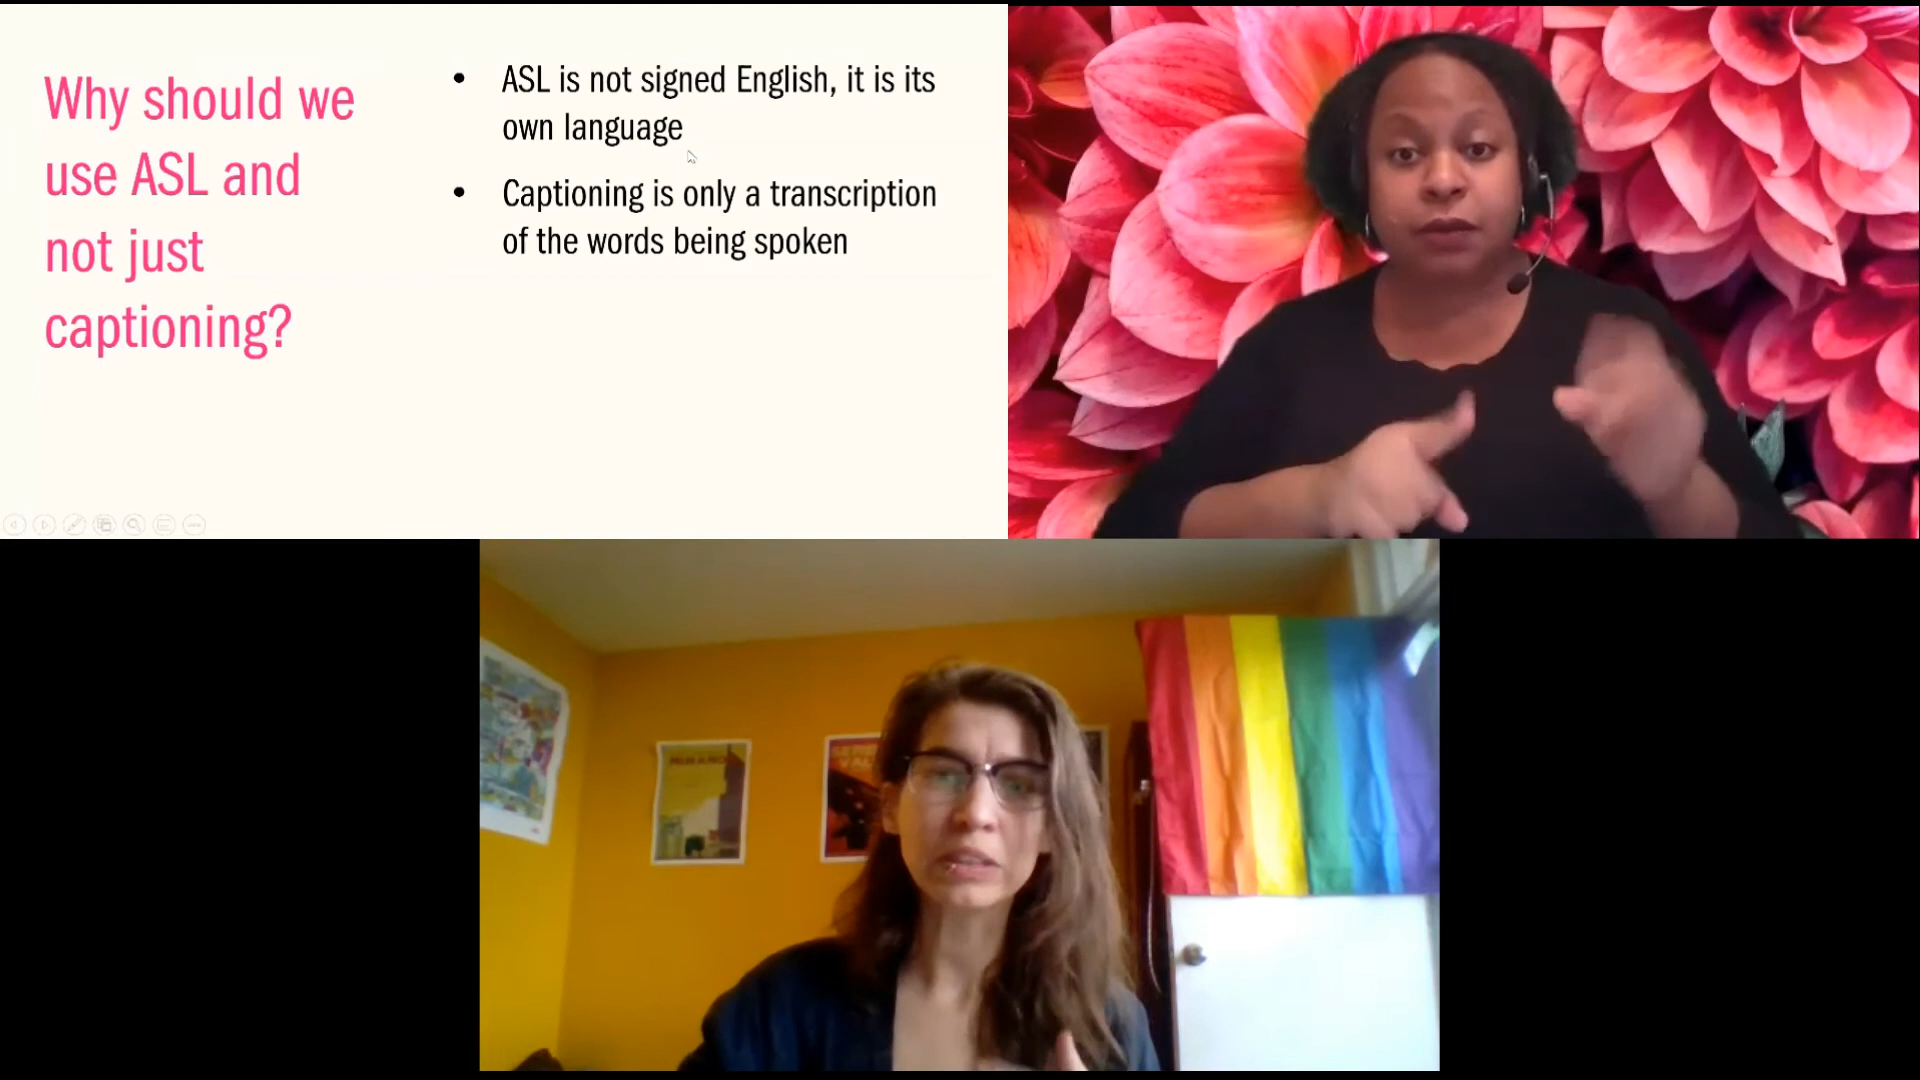 Why should we
use ASL and
not just
captioning?
• ASL is not signed English, it is its
own language
• Captioning is only a transcription
of the words being spoken